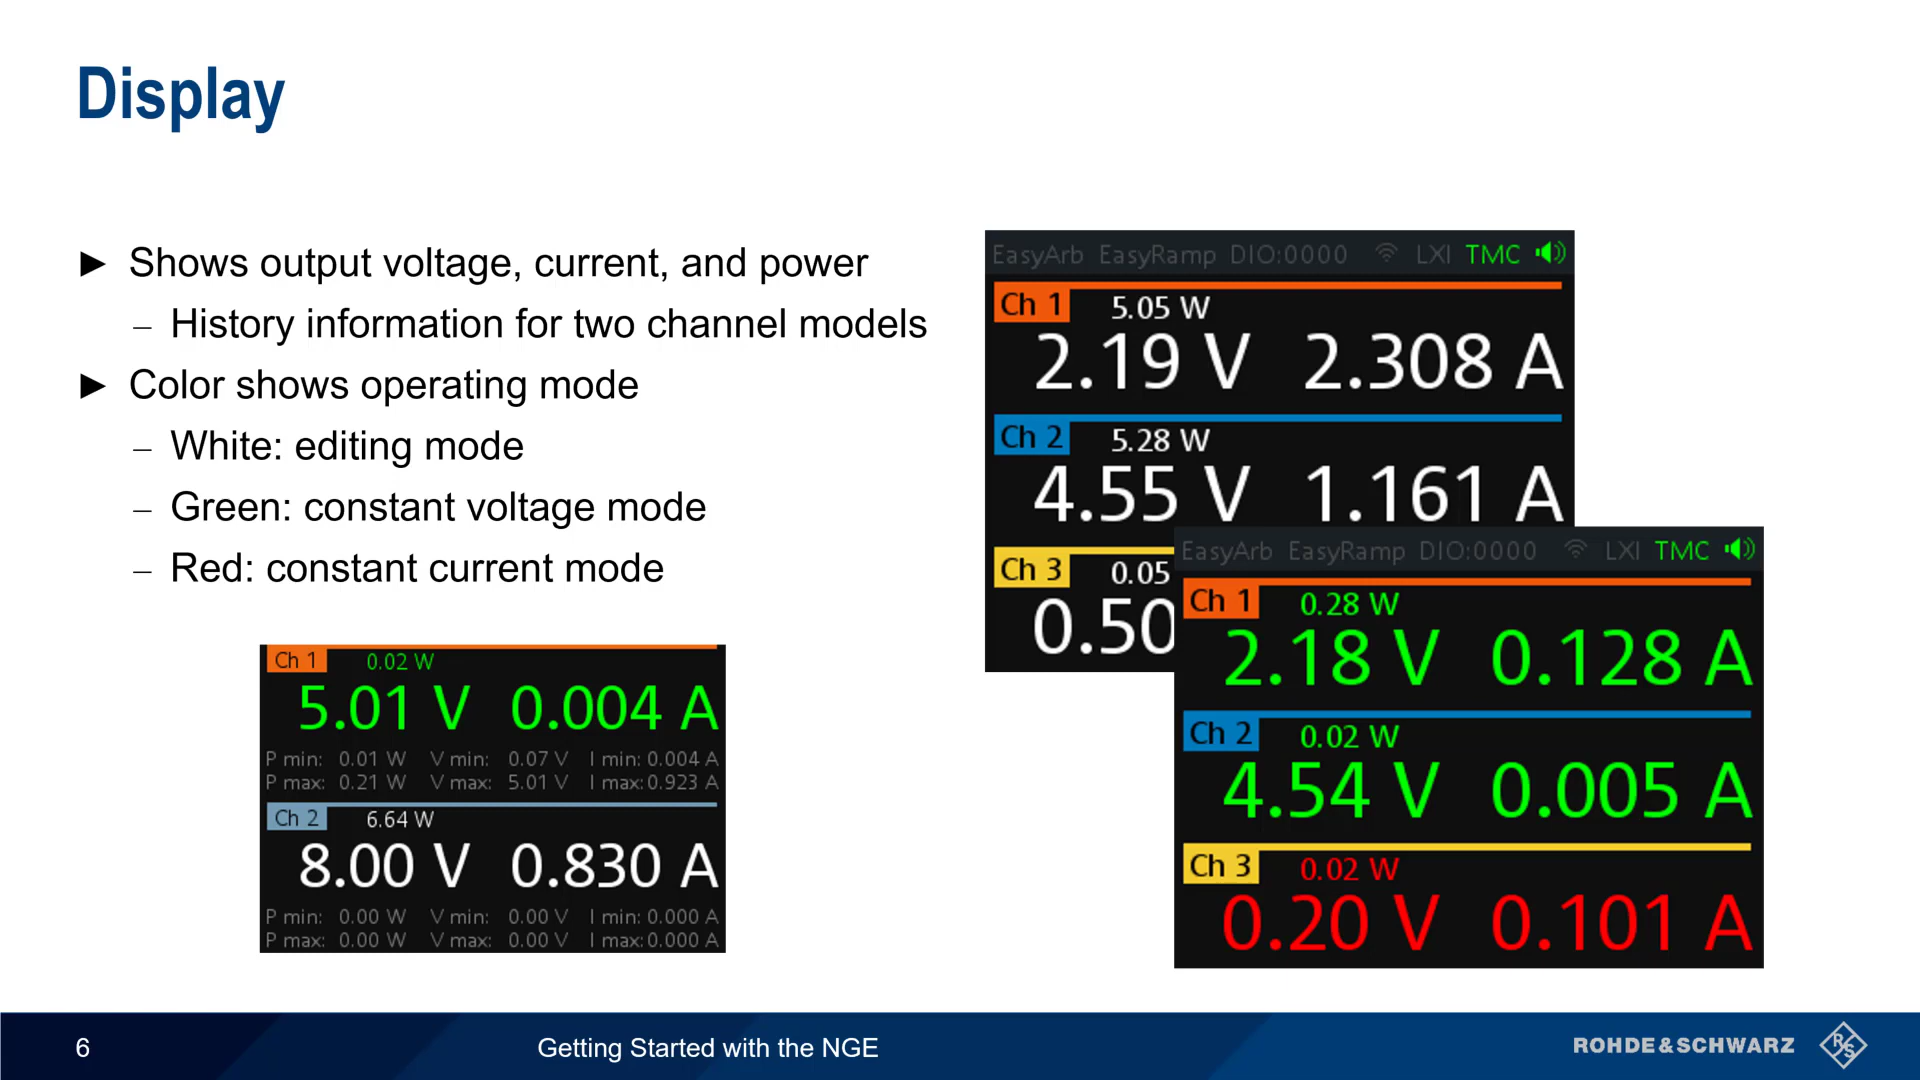 Display
► Shows output voltage, current, and power
– History information for two channel models
► Color shows operating mode
– White: editing mode
– Green: constant voltage mode
– Red: constant current mode
EasyArb EasyRamp DIO:0000 LXI TMC
Ch 1 5.05 W
2.19 V 2.308 A
Ch 2 5.28 W
4.55 V 1.161 A
Ch 3 0.05
0.50
EasyArb EasyRamp DIO:0000 LXI TMC
Ch 1 0.28 W
2.18 V 0.128 A
Ch 2 0.02 W
4.54 V 0.005 A
Ch 3 0.02 W
0.20 V 0.101 A
Ch 1 0.02 W
5.01 V 0.004 A
P min: 0.01 W V min: 0.07 V I min: 0.004 A
P max: 0.21 W V max: 5.01 V I max: 0.923 A
Ch 2 6.64 W
8.00 V 0.830 A
P min: 0.00 W V min: 0.00 V I min: 0.000 A
P max: 0.00 W V max: 0.00 V I max: 0.000 A
6 Getting Started with the NGE ROHDE&SCHWARZ R S